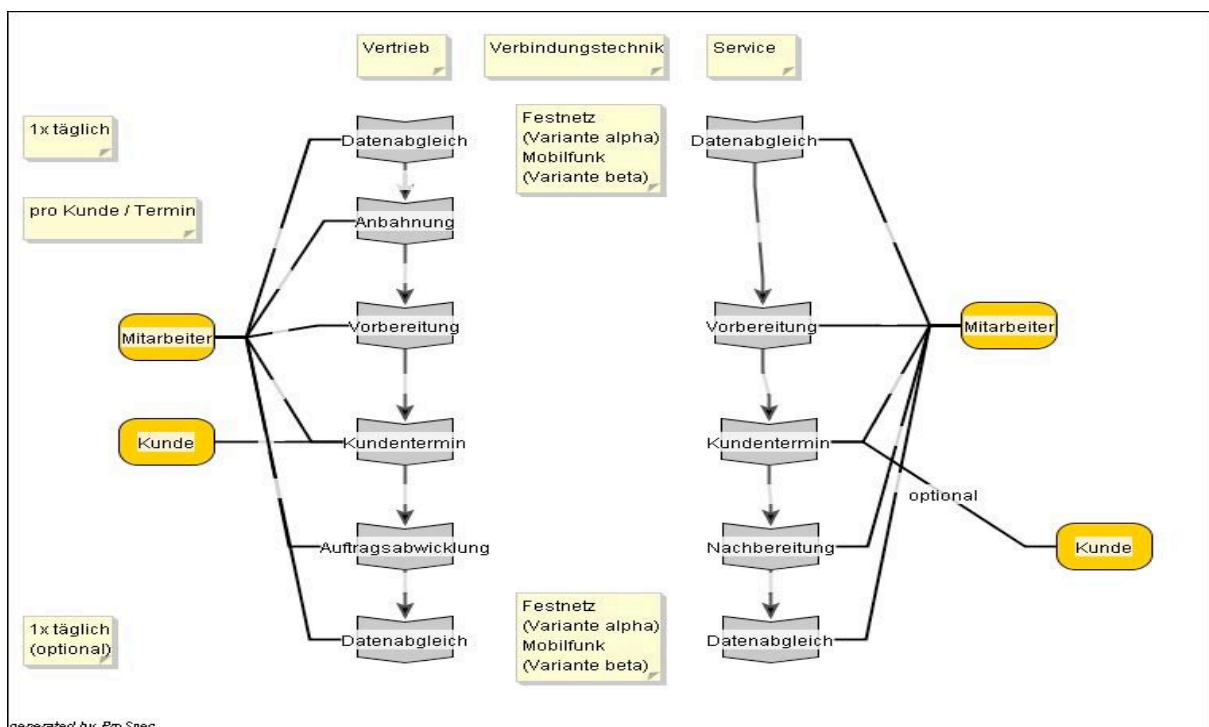 Vertrieb
Verbindungstechnik
Service
1x täglich
Datenabgleich
Festnetz
(Variante alpha)
Mobilfunk
(Variante beta)
Datenabgleich
pro Kunde / Termin
Anbahnung
Mitarbeiter
Vorbereitung
Vorbereitung
Mitarbeiter
Kunde
Kundentermin
Kundentermin
optional
Auftragsabwicklung
Nachbereitung
Kunde
1x täglich
(optional)
Datenabgleich
Festnetz
(Variante alpha)
Mobilfunk
(Variante beta)
Datenabgleich
generated by